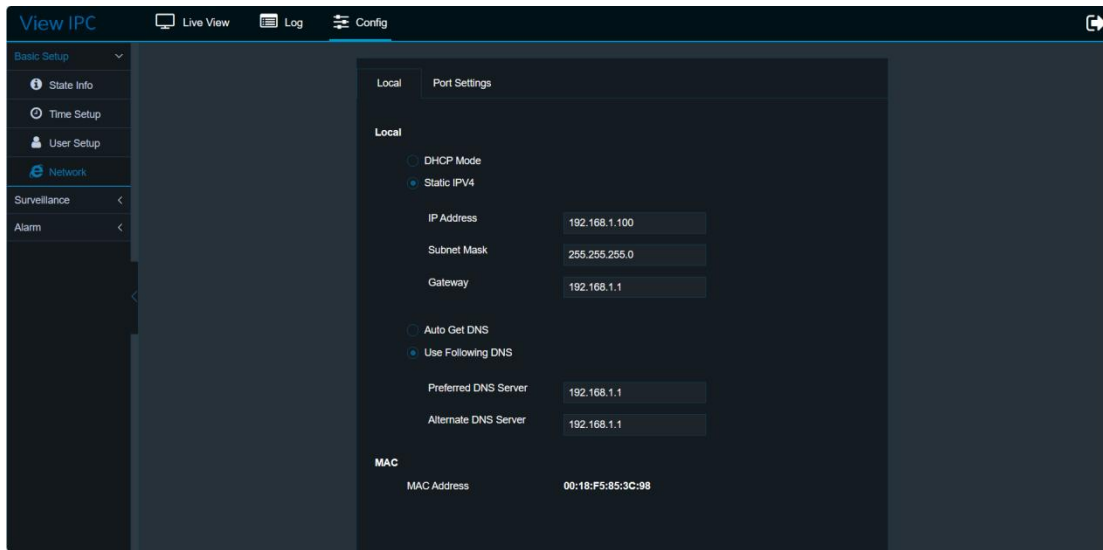 View IPC
Live View Log Config
Basic Setup
State Info
Time Setup
User Setup
Network
Surveillance
Alarm
Local Port Settings
Local
DHCP Mode
Static IPV4
IP Address 192.168.1.100
Subnet Mask 255.255.255.0
Gateway 192.168.1.1
Auto Get DNS
Use Following DNS
Preferred DNS Server 192.168.1.1
Alternate DNS Server 192.168.1.1
MAC
MAC Address 00:18:F5:85:3C:98